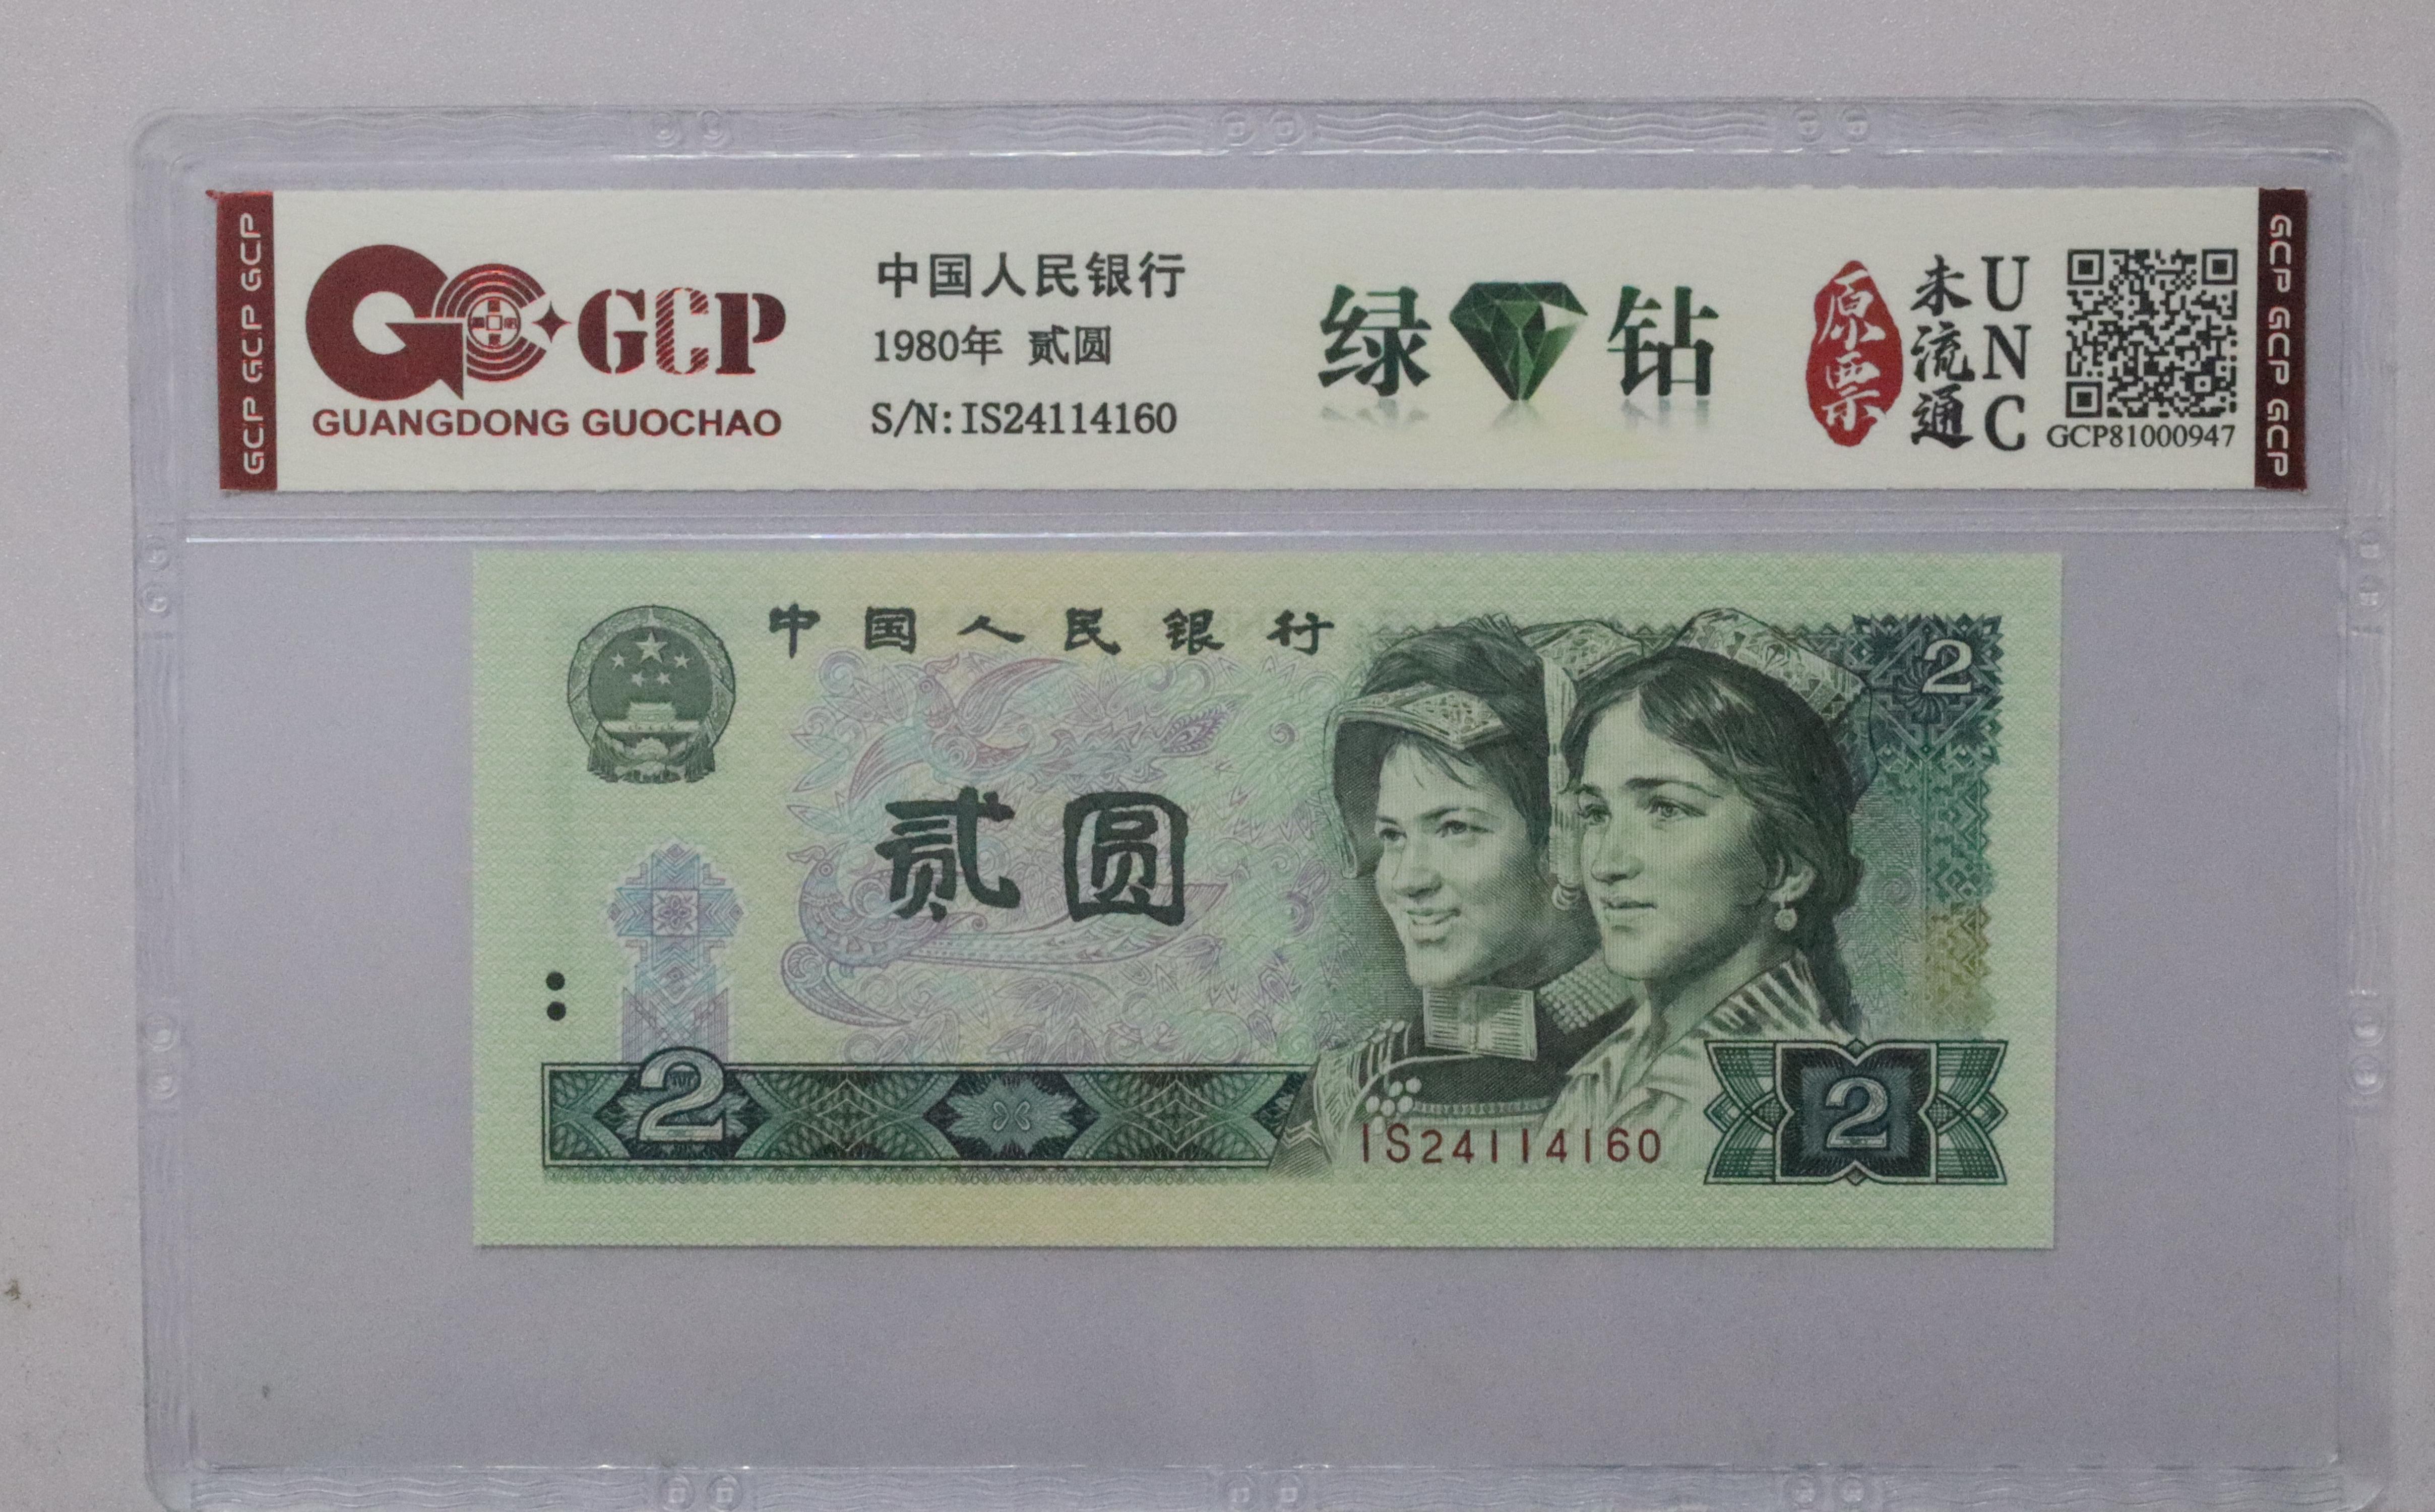 GCP GCP GCP
GCP
GUANGDONG GUOCHAO
中国人民银行
1980年 贰圆
S/N:IS24114160
绿钻
原票
未流通
UNC
GCP81000947
GCP GCP GCP
中国人民银行
2
贰圆
2
IS24114160
2